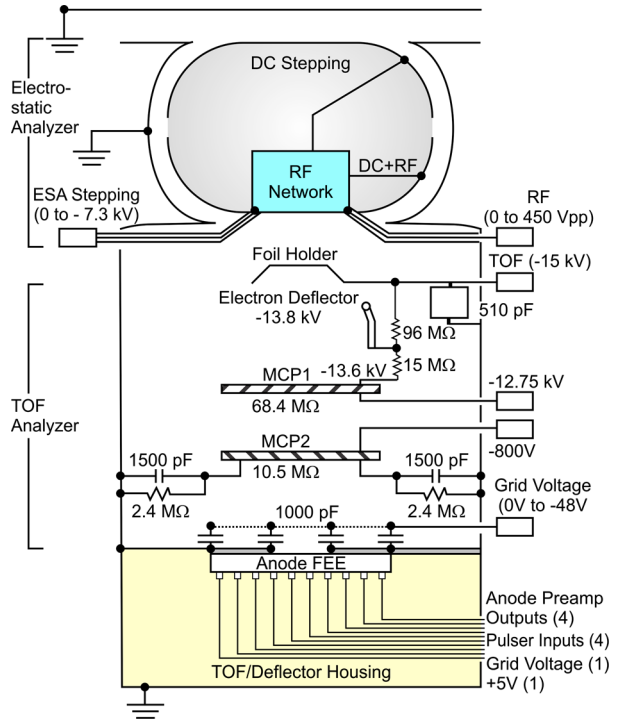 DC Stepping
Electro-
static
Analyzer
RF
Network
DC+RF
ESA Stepping
(0 to - 7.3 kV)
RF
(0 to 450 Vpp)
Foil Holder
TOF (-15 kV)
Electron Deflector
-13.8 kV
510 pF
96 MΩ
15 MΩ
-13.6 kV
MCP1
68.4 MΩ
-12.75 kV
TOF
Analyzer
MCP2
10.5 MΩ
-800V
1500 pF
1500 pF
2.4 MΩ
2.4 MΩ
Grid Voltage
(0V to -48V
1000 pF
Anode FEE
Anode Preamp
Outputs (4)
Pulser Inputs (4)
Grid Voltage (1)
+5V (1)
TOF/Deflector Housing